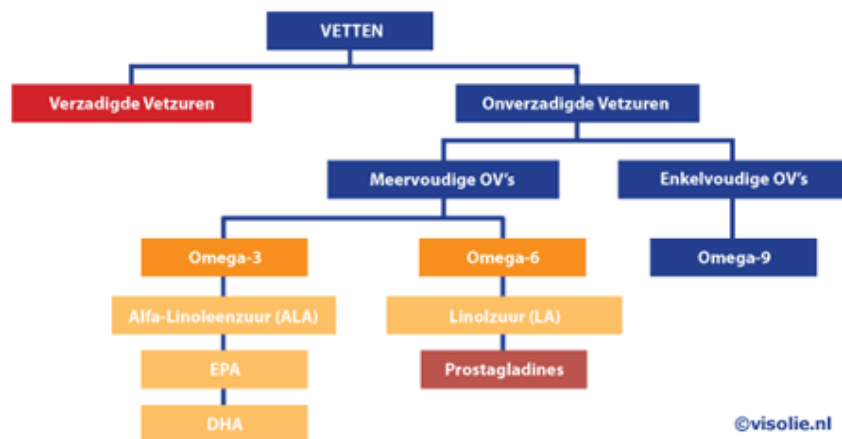 VETTEN
Verzadigde Vetzuren
Onverzadigde Vetzuren
Meervoudige OV's
Enkelvoudige OV's
Omega-3
Omega-6
Omega-9
Alfa-Linoleenzuur (ALA)
Linolzuur (LA)
EPA
Prostagladines
DHA
©visolie.nl